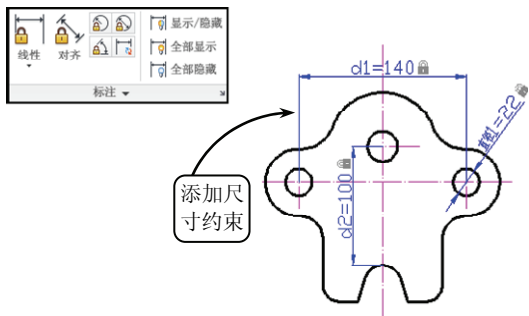 线性
对齐
显示/隐藏
全部显示
全部隐藏
标注
添加尺
寸约束
d1=140
直径1=22
d2=100